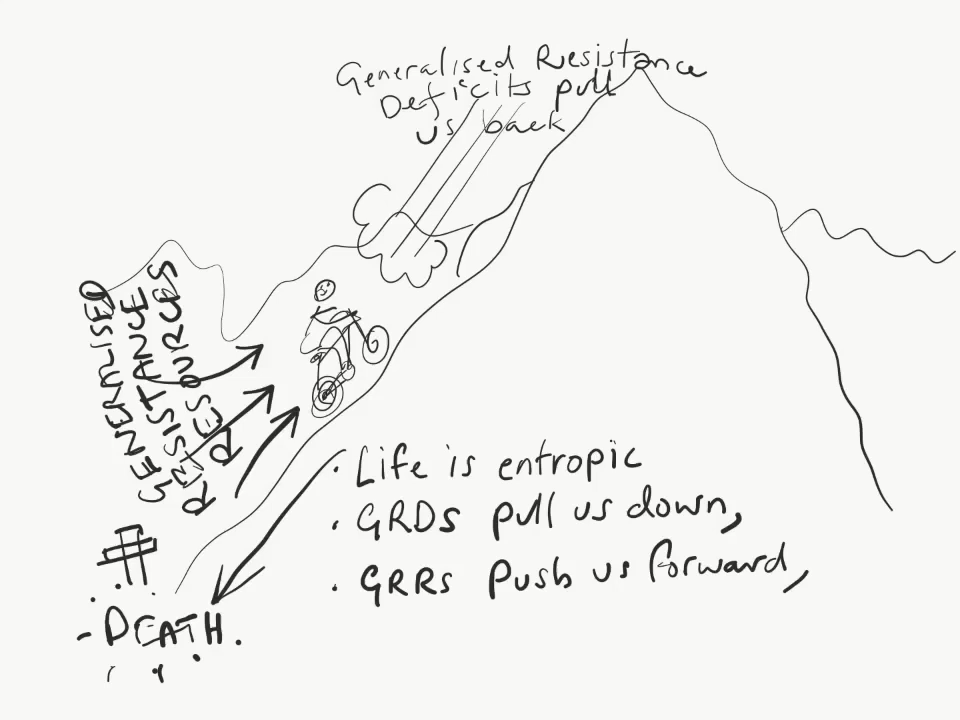 Generalised Resistance
Deficits pull
us back
GENERALISED
RESISTANCE
RESOURCES
• Life is entropic
• GRDs pull us down,
• GRRs push us forward,
- DEATH.